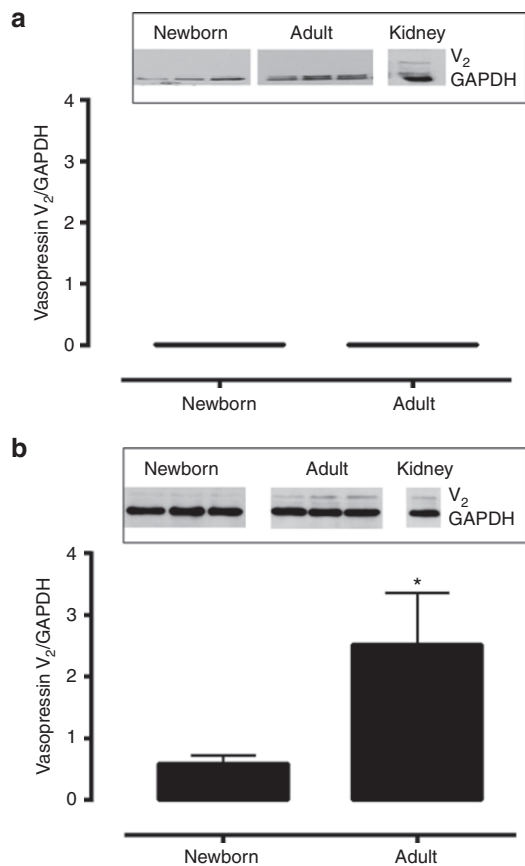 a
Newborn Adult Kidney
V₂
GAPDH
Vasopressin V₂/GAPDH
4
3
2
1
0
Newborn Adult
b
Newborn Adult Kidney
V₂
GAPDH
Vasopressin V₂/GAPDH
4
3
2
1
0
*
Newborn Adult